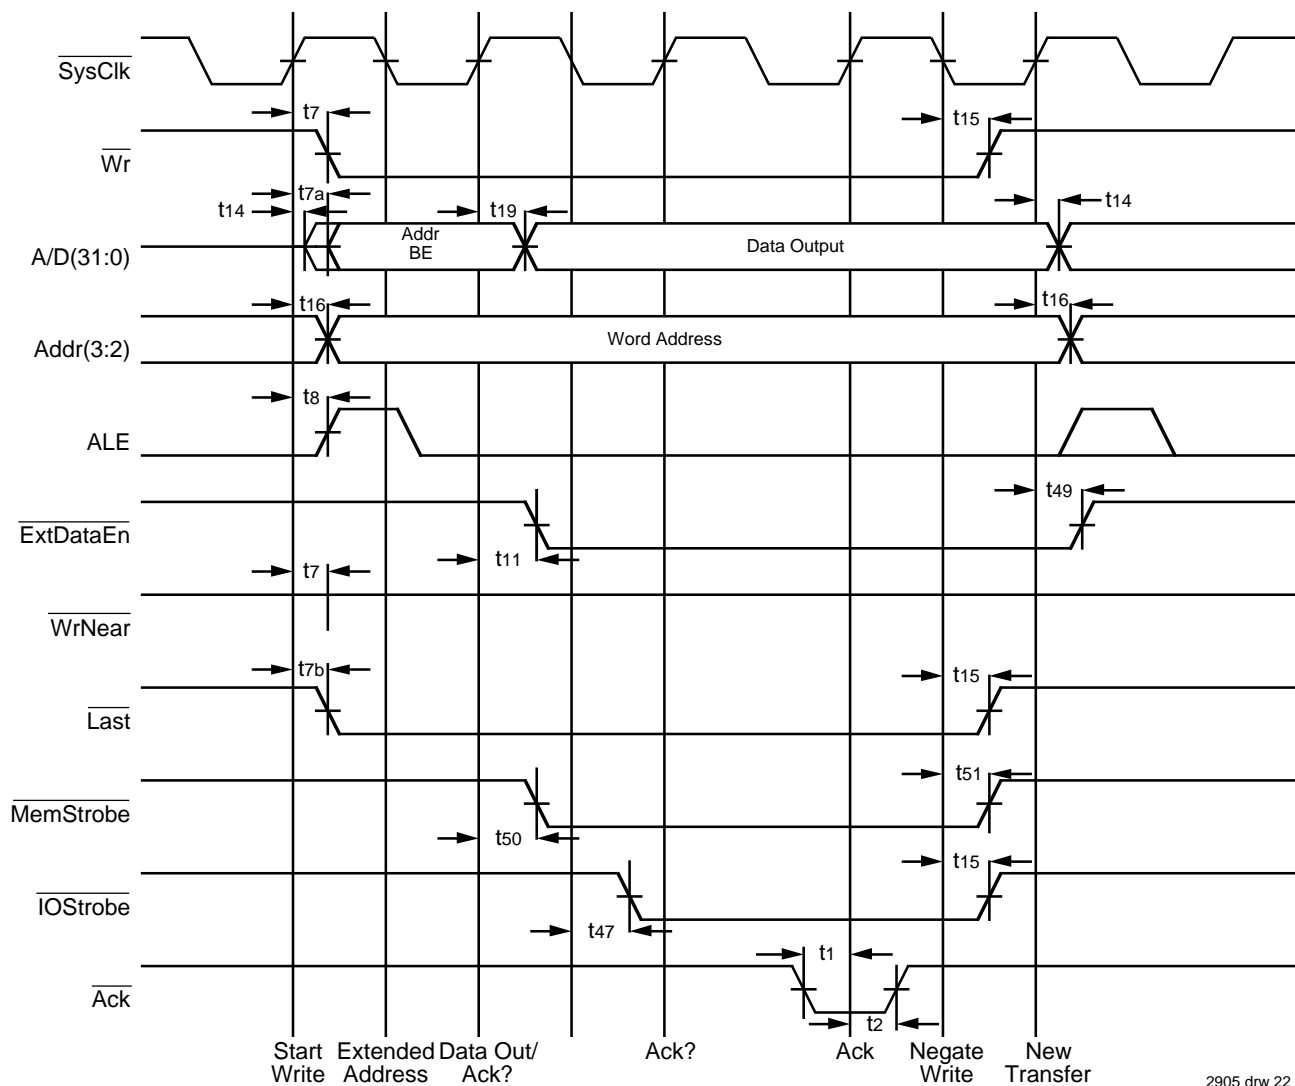 SysClk
t7
t15
Wr
t7a
t14
t19
t14
Addr
BE
Data Output
A/D(31:0)
t16
t16
Word Address
Addr(3:2)
t8
ALE
t49
ExtDataEn
t11
t7
WrNear
t7b
t15
Last
t51
MemStrobe
t50
t15
IOStrobe
t47
t1
Ack
t2
Start
Write
Extended
Address
Data Out/
Ack?
Ack?
Ack
Negate
Write
New
Transfer
2905 drw 22